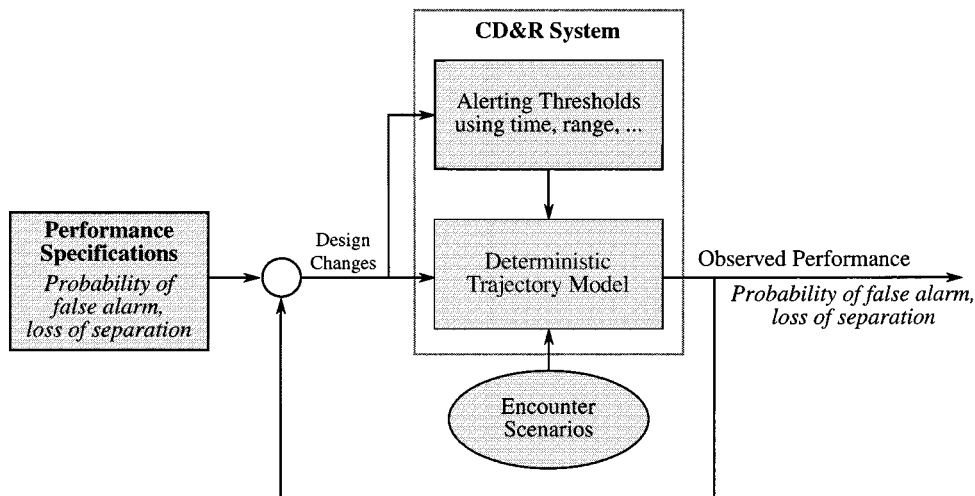 CD&R System
Alerting Thresholds
using time, range, ...
Performance
Specifications
Probability of
false alarm,
loss of separation
Design
Changes
Deterministic
Trajectory Model
Observed Performance
Probability of false alarm,
loss of separation
Encounter
Scenarios